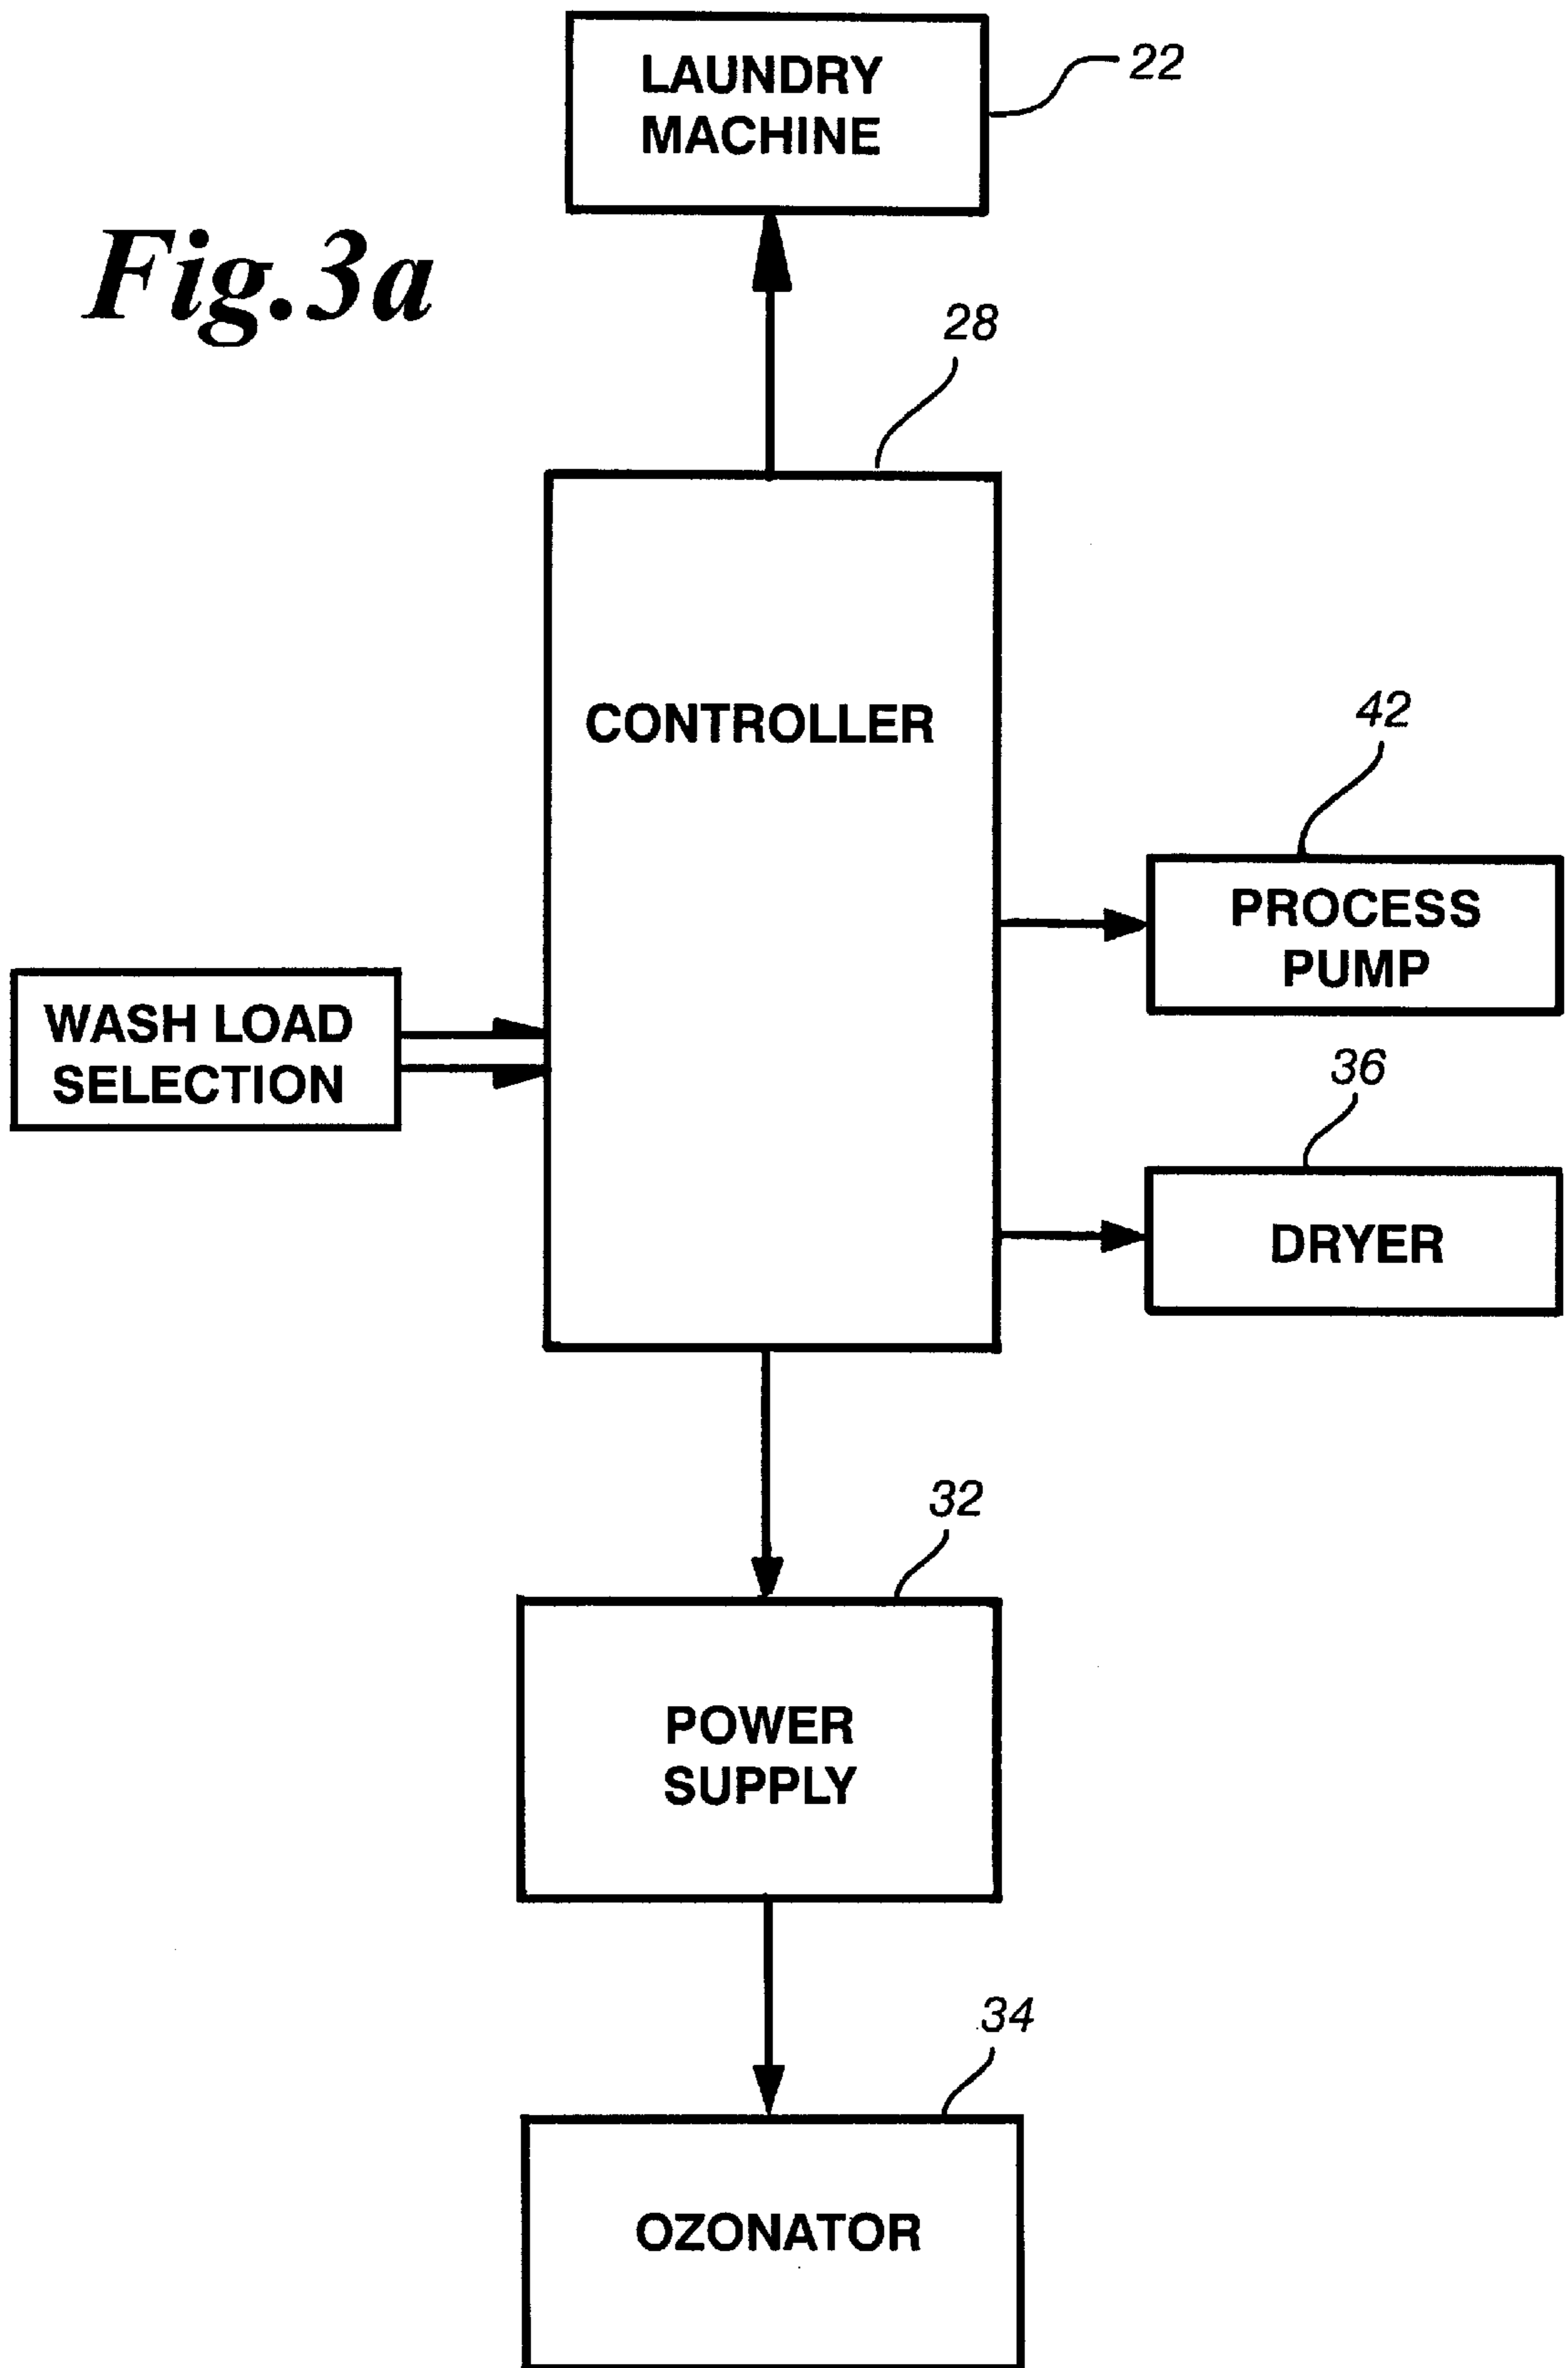 LAUNDRY
MACHINE
22
Fig.3a
28
CONTROLLER
42
PROCESS
PUMP
WASH LOAD
SELECTION
36
DRYER
32
POWER
SUPPLY
34
OZONATOR